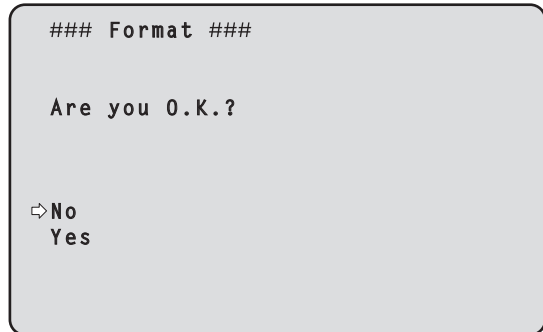 ### Format ###
Are you O.K.?
⇨No
Yes